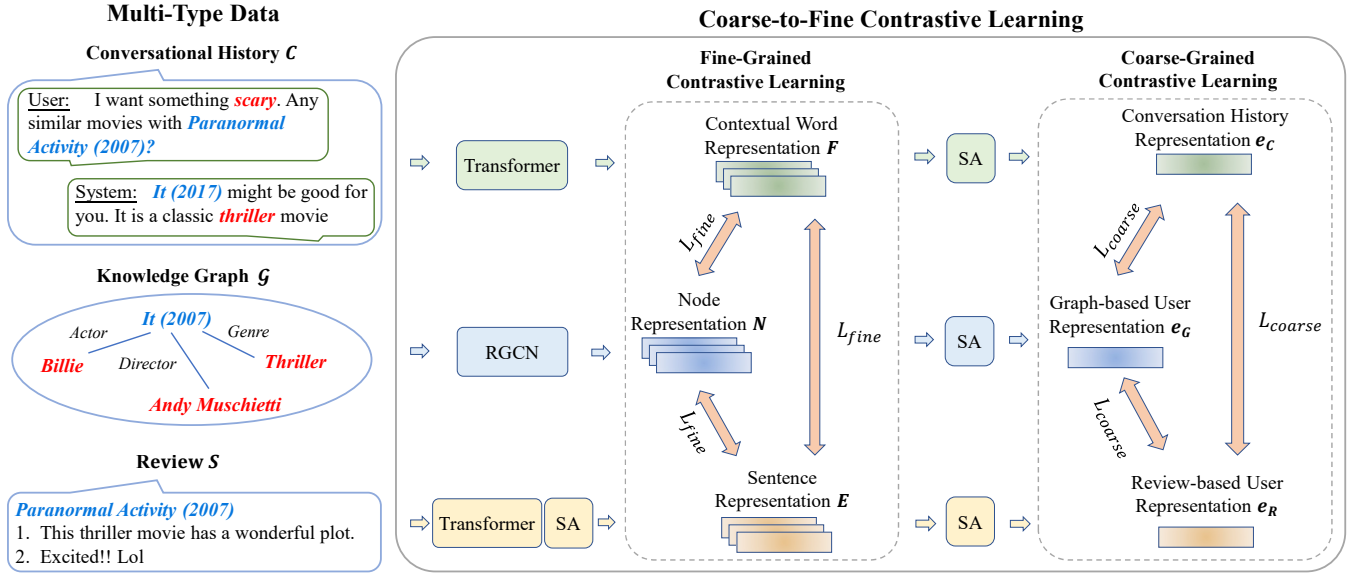 Multi-Type Data
Conversational History C
User: I want something scary. Any
similar movies with Paranormal
Activity (2007)?
System: It (2017) might be good for
you. It is a classic thriller movie
Knowledge Graph G
It (2007)
Actor
Genre
Billie
Director
Thriller
Andy Muschietti
Review S
Paranormal Activity (2007)
1. This thriller movie has a wonderful plot.
2. Excited!! Lol
Coarse-to-Fine Contrastive Learning
Fine-Grained
Contrastive Learning
Coarse-Grained
Contrastive Learning
Transformer
Contextual Word
Representation F
SA
Conversation History
Representation e_C
L_fine
L_coarse
RGCN
Node
Representation N
L_fine
SA
Graph-based User
Representation e_G
L_coarse
L_fine
L_coarse
Transformer
SA
Sentence
Representation E
SA
Review-based User
Representation e_R